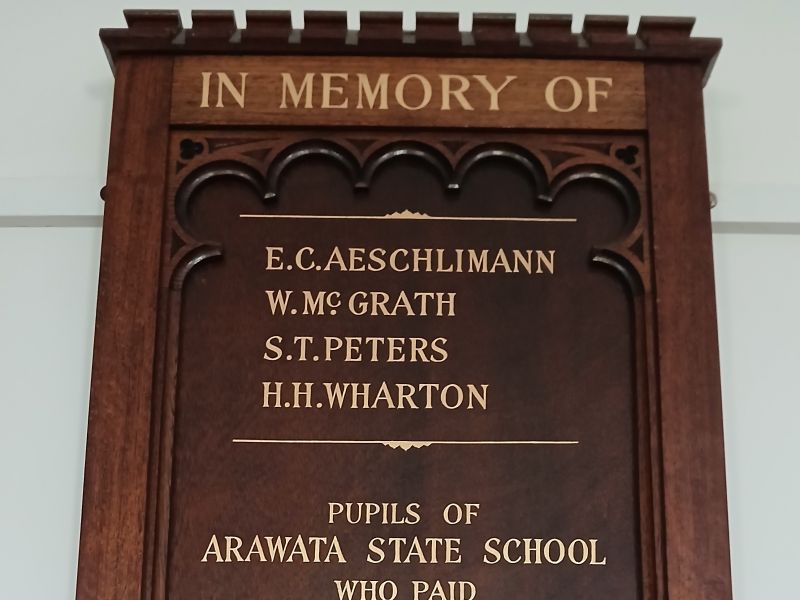 IN MEMORY OF
E.C.AESCHLIMANN
W.Mc GRATH
S.T.PETERS
H.H.WHARTON
PUPILS OF
ARAWATA STATE SCHOOL
WHO PAID